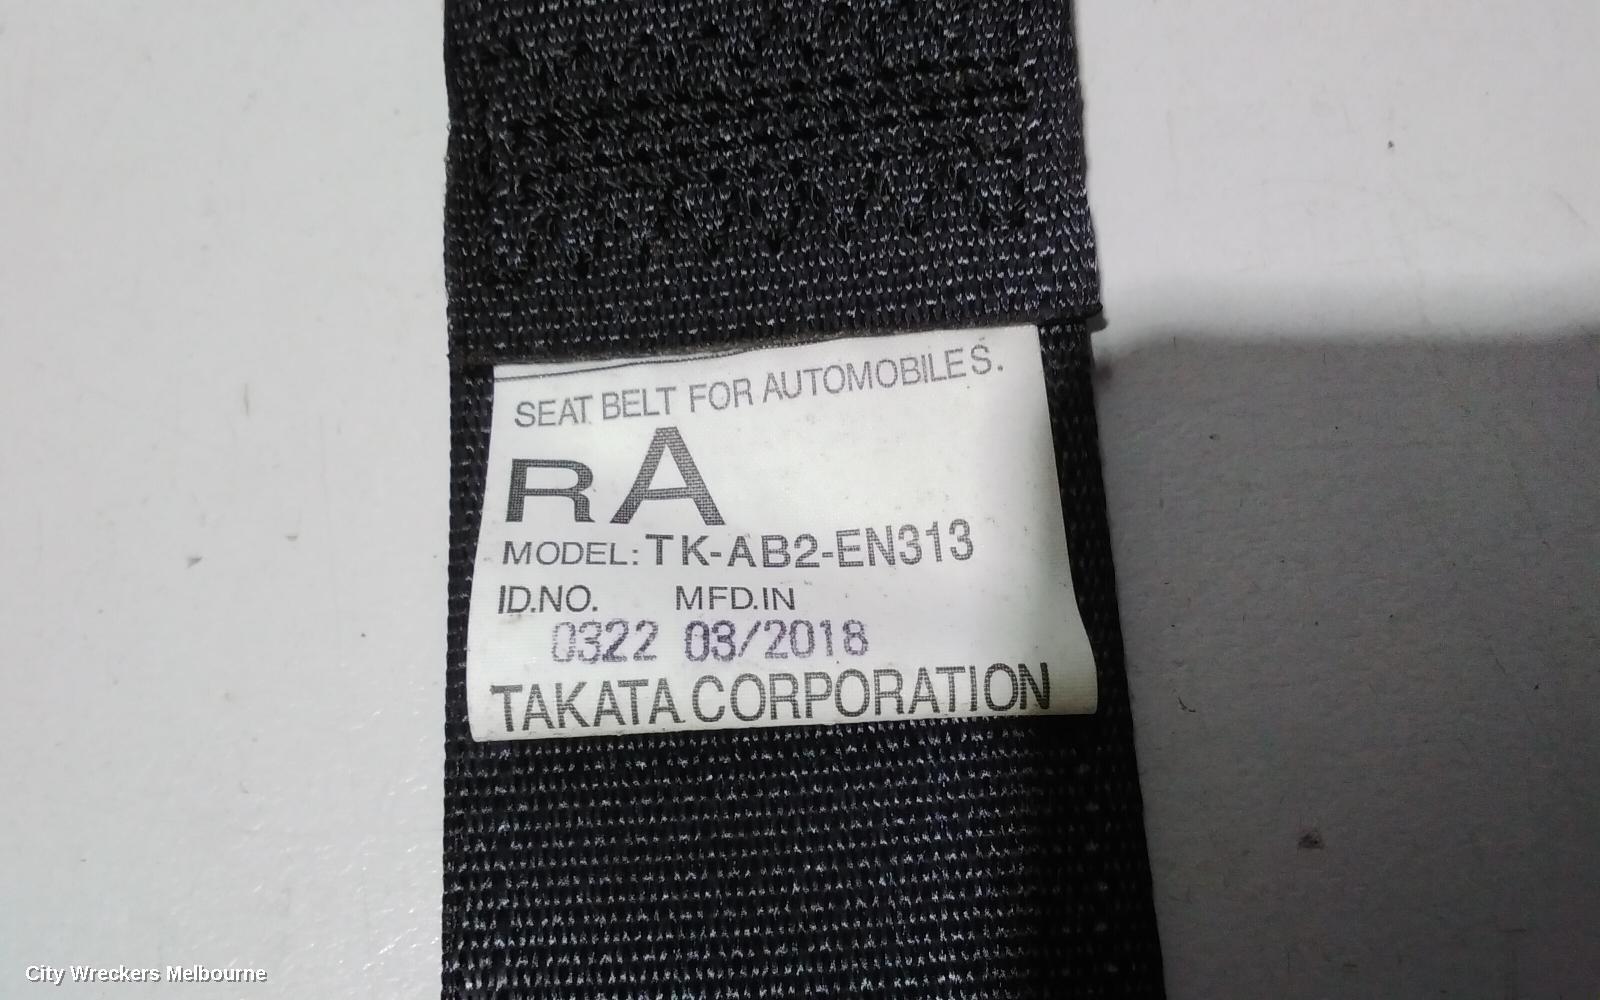 SEAT BELT FOR AUTOMOBILES.
RA
MODEL: TK-AB2-EN313
ID.NO. MFD.IN
0322 03/2018
TAKATA CORPORATION
City Wreckers Melbourne